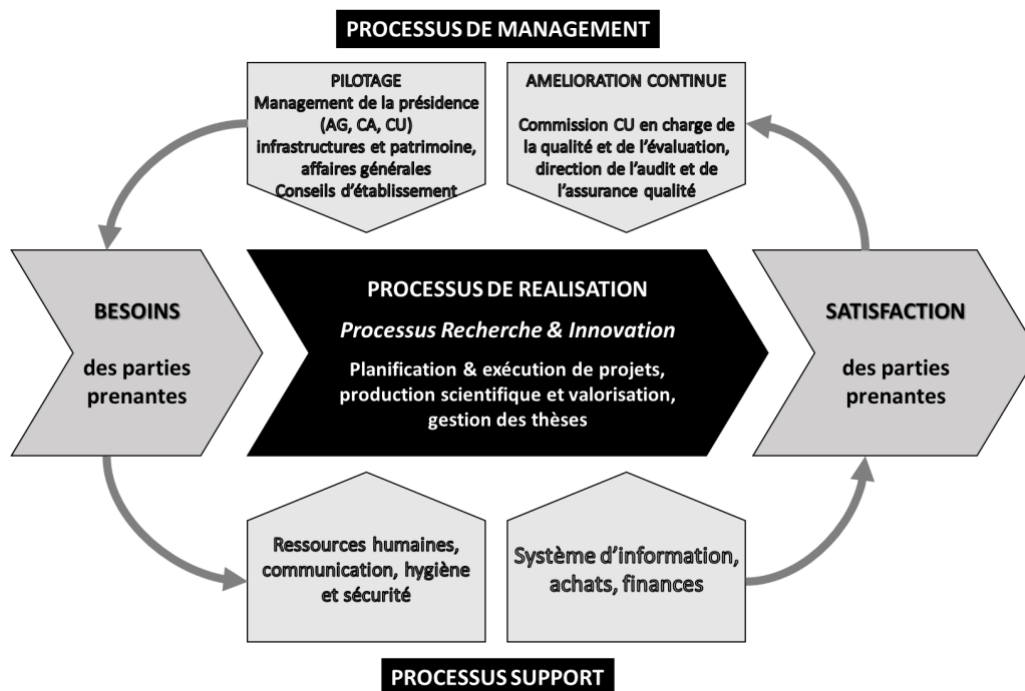 PROCESSUS DE MANAGEMENT
PILOTAGE
Management de la présidence
(AG, CA, CU)
infrastructures et patrimoine,
affaires générales
Conseils d'établissement
AMELIORATION CONTINUE
Commission CU en charge de
la qualité et de l'évaluation,
direction de l'audit et de
l'assurance qualité
BESOINS
des parties
prenantes
PROCESSUS DE REALISATION
Processus Recherche & Innovation
Planification & exécution de projets,
production scientifique et valorisation,
gestion des thèses
SATISFACTION
des parties
prenantes
Ressources humaines,
communication, hygiène
et sécurité
Système d'information,
achats, finances
PROCESSUS SUPPORT